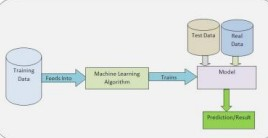 Test Data
Real
Data
Training
Data
Feeds Into
Machine Learning
Algorithm
Trains
Model
Prediction/Result